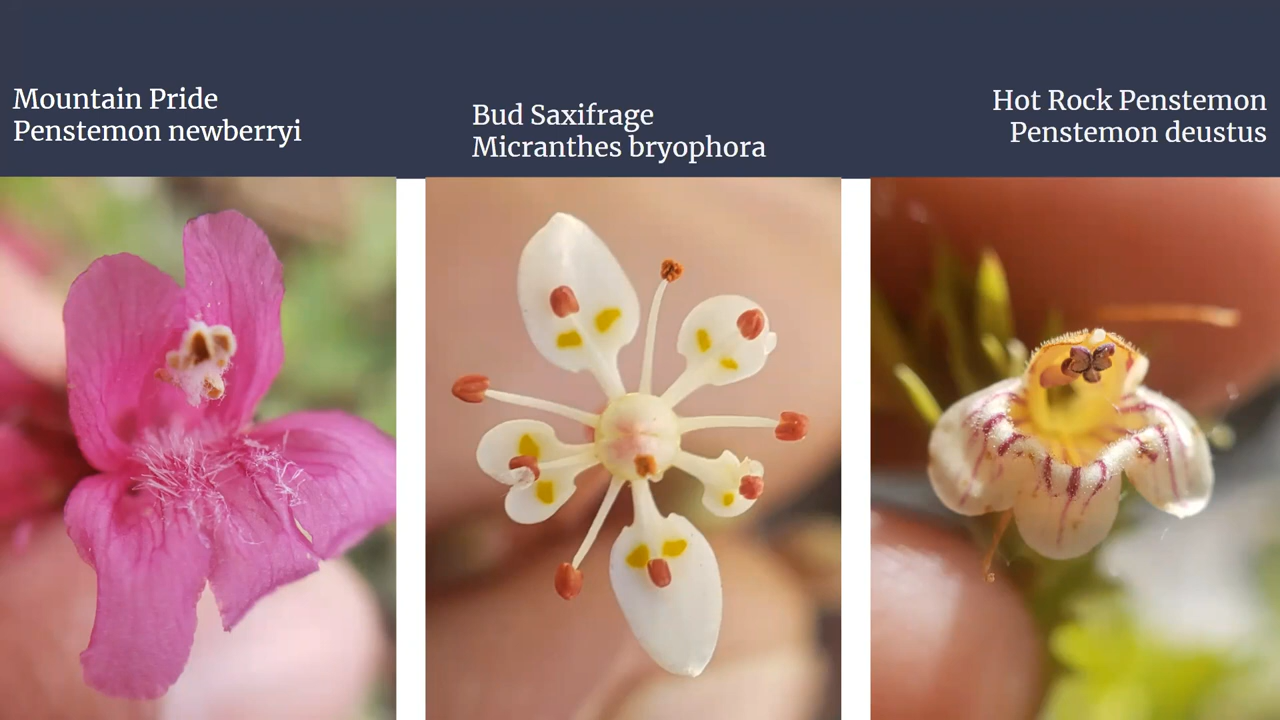 Mountain Pride
Penstemon newberryi
Bud Saxifrage
Micranthes bryophora
Hot Rock Penstemon
Penstemon deustus